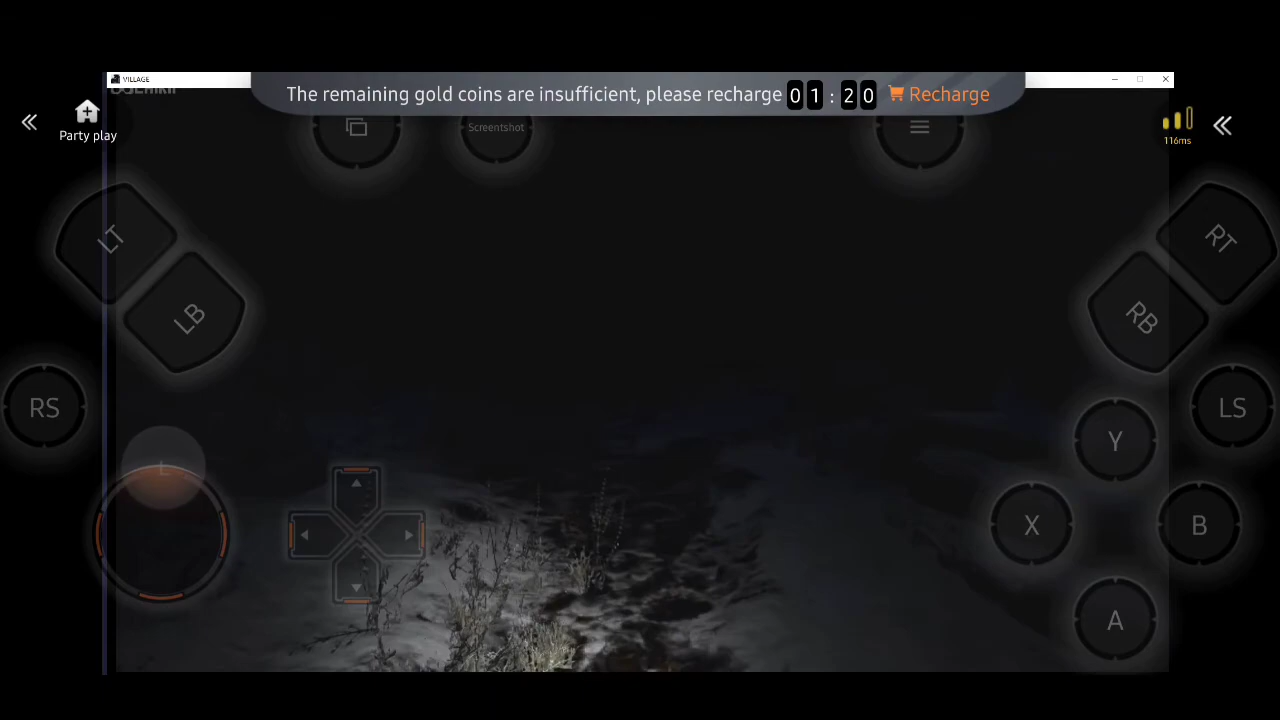 VILLAGE
The remaining gold coins are insufficient, please recharge 01:20 Recharge
Party play
Screentshot
116ms
LT
RT
LB
RB
RS
LS
Y
L
X
B
A